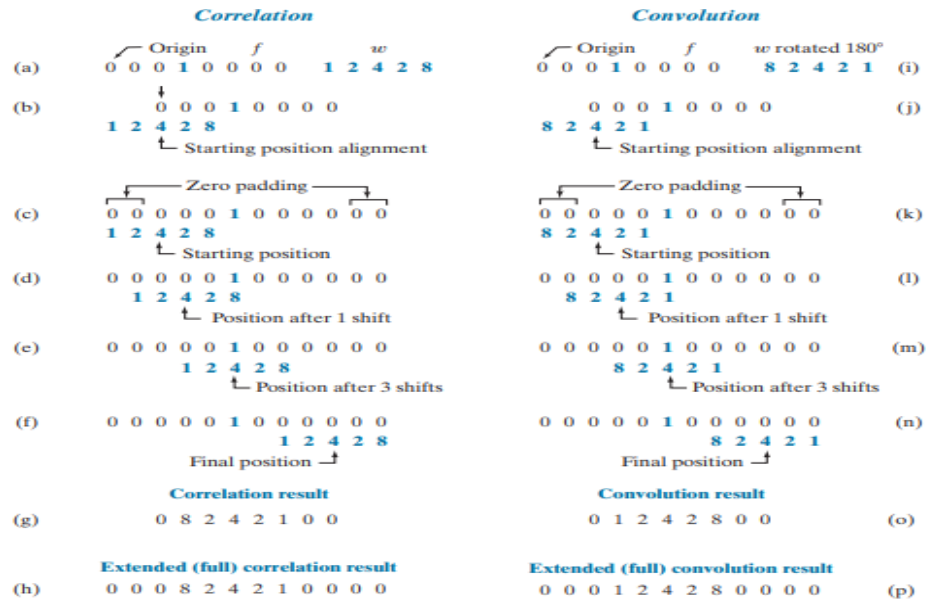 Correlation
Origin f w
(a) 0 0 0 1 0 0 0 0 1 2 4 2 8
(b) 0 0 0 1 0 0 0 0
1 2 4 2 8
Starting position alignment
Zero padding
(c) 0 0 0 0 0 1 0 0 0 0 0 0
1 2 4 2 8
Starting position
(d) 0 0 0 0 0 1 0 0 0 0 0 0
1 2 4 2 8
Position after 1 shift
(e) 0 0 0 0 0 1 0 0 0 0 0 0
1 2 4 2 8
Position after 3 shifts
(f) 0 0 0 0 0 1 0 0 0 0 0 0
1 2 4 2 8
Final position
Correlation result
(g) 0 8 2 4 2 1 0 0
Extended (full) correlation result
(h) 0 0 0 8 2 4 2 1 0 0 0 0
Convolution
Origin f w rotated 180°
0 0 0 1 0 0 0 0 8 2 4 2 1 (i)
0 0 0 1 0 0 0 0 (j)
8 2 4 2 1
Starting position alignment
Zero padding
0 0 0 0 0 1 0 0 0 0 0 0 (k)
8 2 4 2 1
Starting position
0 0 0 0 0 1 0 0 0 0 0 0 (l)
8 2 4 2 1
Position after 1 shift
0 0 0 0 0 1 0 0 0 0 0 0 (m)
8 2 4 2 1
Position after 3 shifts
0 0 0 0 0 1 0 0 0 0 0 0 (n)
8 2 4 2 1
Final position
Convolution result
0 1 2 4 2 8 0 0 (o)
Extended (full) convolution result
0 0 0 1 2 4 2 8 0 0 0 0 (p)